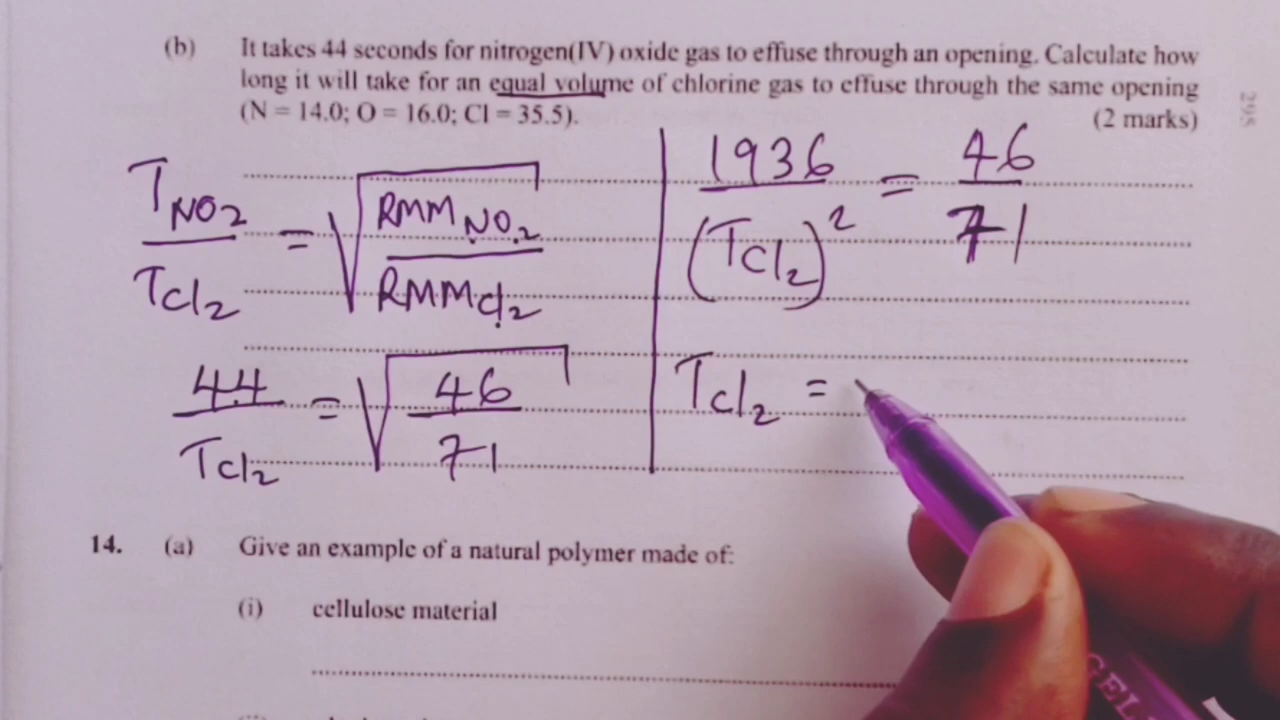 (b) It takes 44 seconds for nitrogen(IV) oxide gas to effuse through an opening. Calculate how
long it will take for an equal volume of chlorine gas to effuse through the same opening
(N = 14.0; O = 16.0; Cl = 35.5). (2 marks)
T NO2 / T Cl2 = √ RMM NO2 / RMM Cl2
44 / T Cl2 = √ 46 / 71
1936 / (T Cl2)² = 46 / 71
T Cl2 =
14. (a) Give an example of a natural polymer made of:
(i) cellulose material
GEL